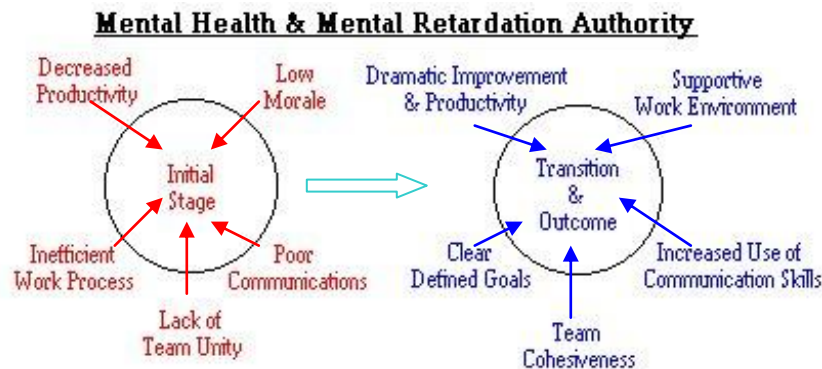 Mental Health & Mental Retardation Authority
Decreased
Productivity
Low
Morale
Initial
Stage
Inefficient
Work Process
Poor
Communications
Lack of
Team Unity
Dramatic Improvement
& Productivity
Supportive
Work Environment
Transition
&
Outcome
Clear
Defined Goals
Increased Use of
Communication Skills
Team
Cohesiveness